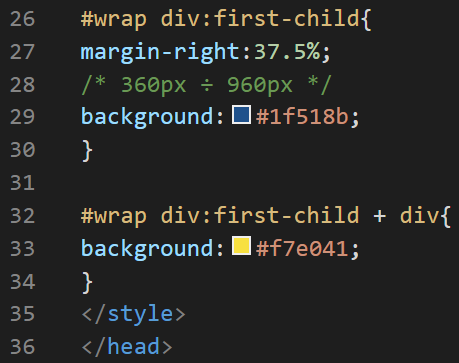 26 #wrap div:first-child{
27 margin-right:37.5%;
28 /* 360px ÷ 960px */
29 background:#1f518b;
30 }
31
32 #wrap div:first-child + div{
33 background:#f7e041;
34 }
35 </style>
36 </head>